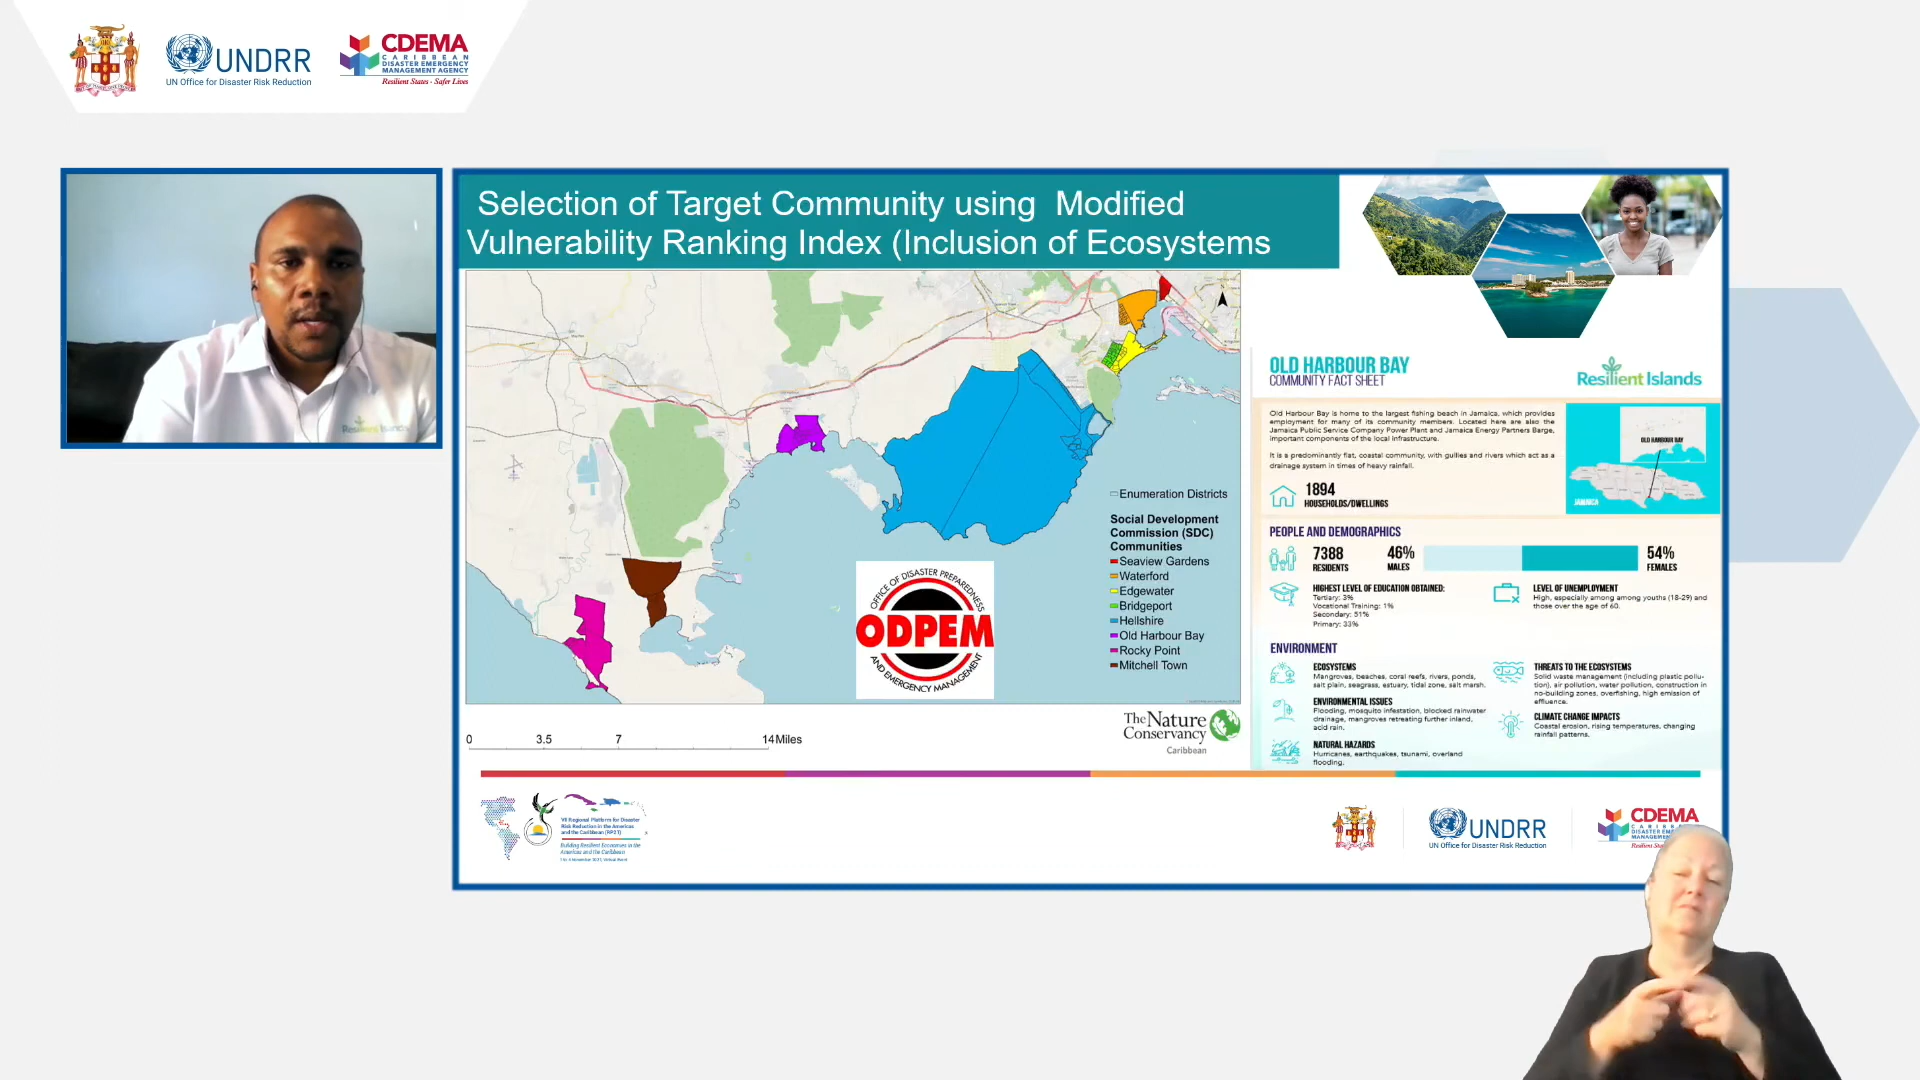 UNDRR
UN Office for Disaster Risk Reduction
CDEMA
CARIBBEAN
DISASTER EMERGENCY
MANAGEMENT AGENCY
Resilient States - Safer Lives
Selection of Target Community using Modified
Vulnerability Ranking Index (Inclusion of Ecosystems
Enumeration Districts
Social Development
Commission (SDC)
Communities
Seaview Gardens
Waterford
Edgewater
Bridgeport
Hellshire
Old Harbour Bay
Rocky Point
Mitchell Town
OFFICE OF DISASTER PREPAREDNESS
ODPEM
AND EMERGENCY MANAGEMENT
The Nature
Conservancy
Caribbean
0 3.5 7 14 Miles
OLD HARBOUR BAY
COMMUNITY FACT SHEET
Resilient Islands
Old Harbour Bay is home to the largest fishing beach in Jamaica, which provides
employment for many of its community members. Located here are also the
Jamaica Public Service Company Power Plant and Jamaica Energy Partners Barge,
important components of the local infrastructure.
It is a predominantly flat, coastal community, with gullies and rivers which act as a
drainage system in times of heavy rainfall.
OLD HARBOUR BAY
JAMAICA
1894
HOUSEHOLDS/DWELLINGS
PEOPLE AND DEMOGRAPHICS
7388
RESIDENTS
46%
MALES
54%
FEMALES
HIGHEST LEVEL OF EDUCATION OBTAINED:
Tertiary: 3%
Vocational Training: 1%
Secondary: 51%
Primary: 33%
LEVEL OF UNEMPLOYMENT
High, especially among among youths (18-29) and
those over the age of 60.
ENVIRONMENT
ECOSYSTEMS
Mangroves, beaches, coral reefs, rivers, ponds,
salt plain, seagrass, estuary, tidal zone, salt marsh.
ENVIRONMENTAL ISSUES
Flooding, mosquito infestation, blocked rainwater
drainage, mangroves retreating further inland,
acid rain.
NATURAL HAZARDS
Hurricanes, earthquakes, tsunami, overland
flooding.
THREATS TO THE ECOSYSTEMS
Solid waste management (including plastic pollu-
tion), air pollution, water pollution, construction in
no-building zones, overfishing, high emission of
effluence.
CLIMATE CHANGE IMPACTS
Coastal erosion, rising temperatures, changing
rainfall patterns.
VII Regional Platform for Disaster
Risk Reduction in the Americas
and the Caribbean (RP21)
Building Resilient Economies in the
Americas and the Caribbean
UNDRR
UN Office for Disaster Risk Reduction
CDEMA